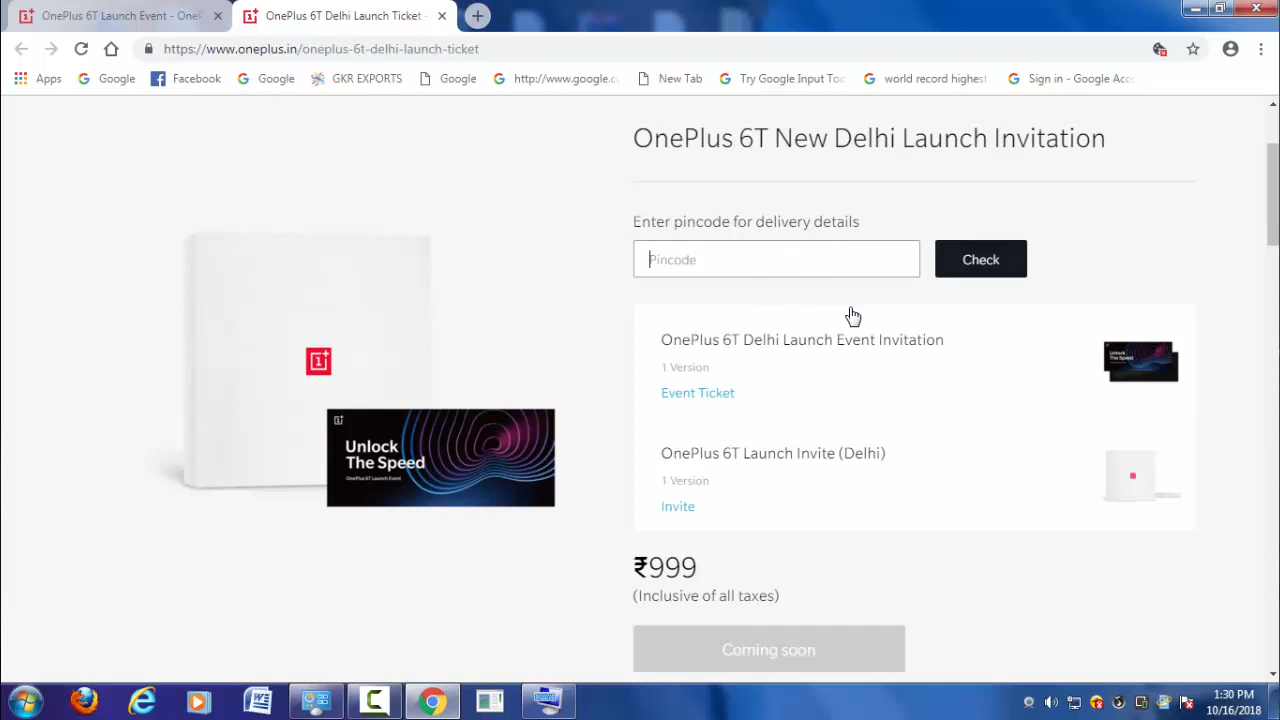 OnePlus 6T Launch Event - OneP
OnePlus 6T Delhi Launch Ticket -
https://www.oneplus.in/oneplus-6t-delhi-launch-ticket
Apps
Google
Facebook
Google
GKR EXPORTS
Google
http://www.google.co
New Tab
Try Google Input Too
world record highest
Sign in - Google Acc
OnePlus 6T New Delhi Launch Invitation
Enter pincode for delivery details
Pincode
Check
OnePlus 6T Delhi Launch Event Invitation
1 Version
Event Ticket
OnePlus 6T Launch Invite (Delhi)
1 Version
Invite
Unlock
The Speed
OnePlus 6T Launch Event
₹999
(Inclusive of all taxes)
Coming soon
1:30 PM
10/16/2018